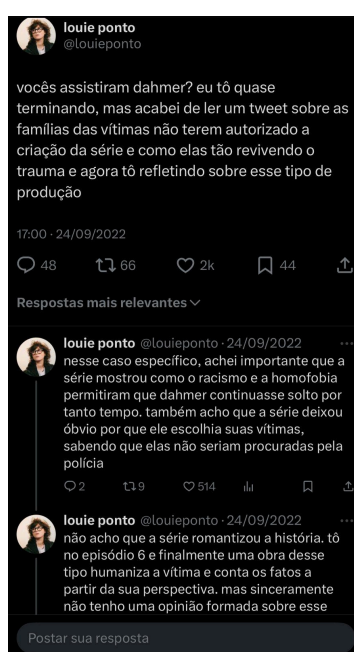 louie ponto
@louieponto
vocês assistiram dahmer? eu tô quase
terminando, mas acabei de ler um tweet sobre as
famílias das vítimas não terem autorizado a
criação da série e como elas tão revivendo o
trauma e agora tô refletindo sobre esse tipo de
produção
17:00 · 24/09/2022
48 66 2k 44
Respostas mais relevantes
louie ponto @louieponto · 24/09/2022
nesse caso específico, achei importante que a
série mostrou como o racismo e a homofobia
permitiram que dahmer continuasse solto por
tanto tempo. também acho que a série deixou
óbvio por que ele escolhia suas vítimas,
sabendo que elas não seriam procuradas pela
polícia
2 9 514
louie ponto @louieponto · 24/09/2022
não acho que a série romantizou a história. tô
no episódio 6 e finalmente uma obra desse
tipo humaniza a vítima e conta os fatos a
partir da sua perspectiva. mas sinceramente
não tenho uma opinião formada sobre esse
Postar sua resposta